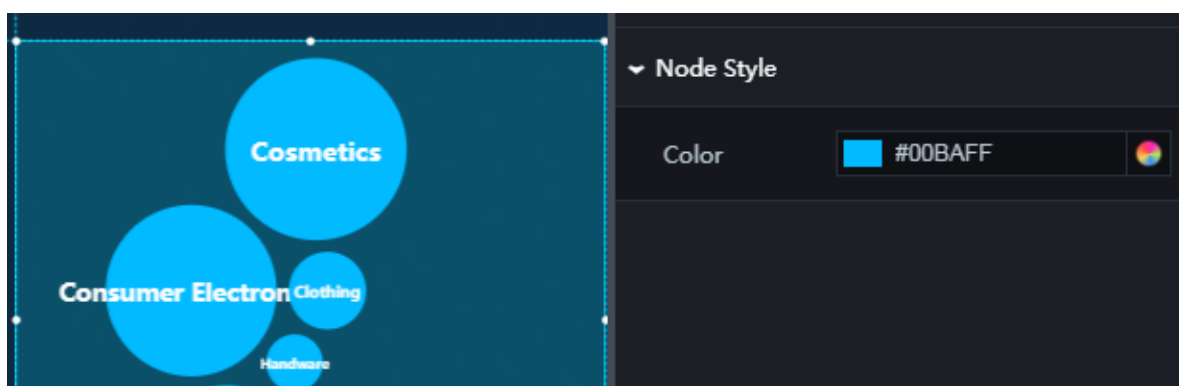 Cosmetics
Consumer Electron
Clothing
Hardware
Node Style
Color
#00BAFF